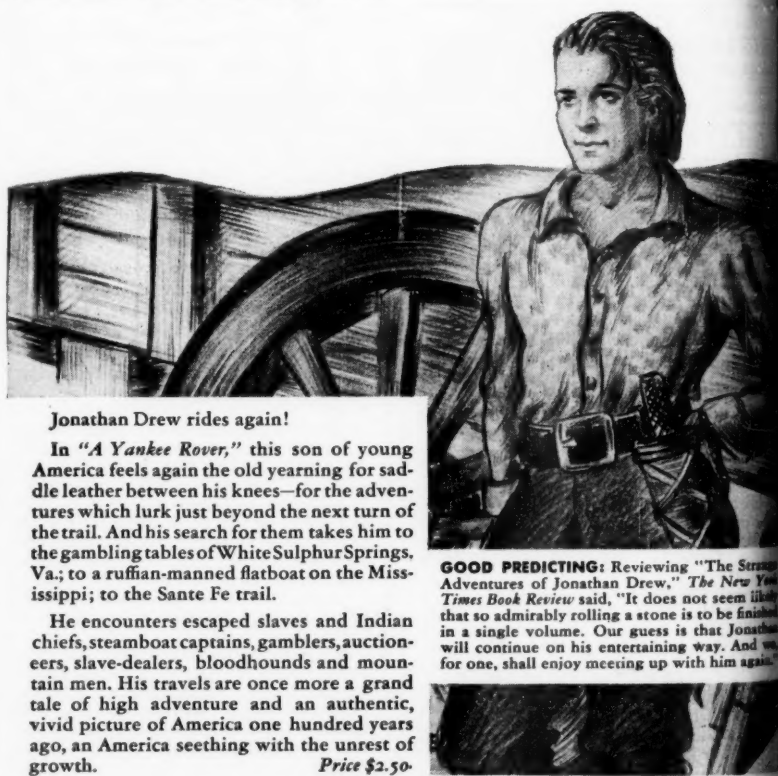 Jonathan Drew rides again!
In "A Yankee Rover," this son of young
America feels again the old yearning for sad-
dle leather between his knees—for the adven-
tures which lurk just beyond the next turn of
the trail. And his search for them takes him to
the gambling tables of White Sulphur Springs,
Va.; to a ruffian-manned flatboat on the Miss-
issippi; to the Sante Fe trail.
He encounters escaped slaves and Indian
chiefs, steamboat captains, gamblers, auction-
eers, slave-dealers, bloodhounds and moun-
tain men. His travels are once more a grand
tale of high adventure and an authentic,
vivid picture of America one hundred years
ago, an America seething with the unrest of
growth. Price $2.50.
GOOD PREDICTING: Reviewing "The Strange
Adventures of Jonathan Drew," The New York
Times Book Review said, "It does not seem likely
that so admirably rolling a stone is to be finished
in a single volume. Our guess is that Jonathan
will continue on his entertaining way. And we,
for one, shall enjoy meeting up with him again."